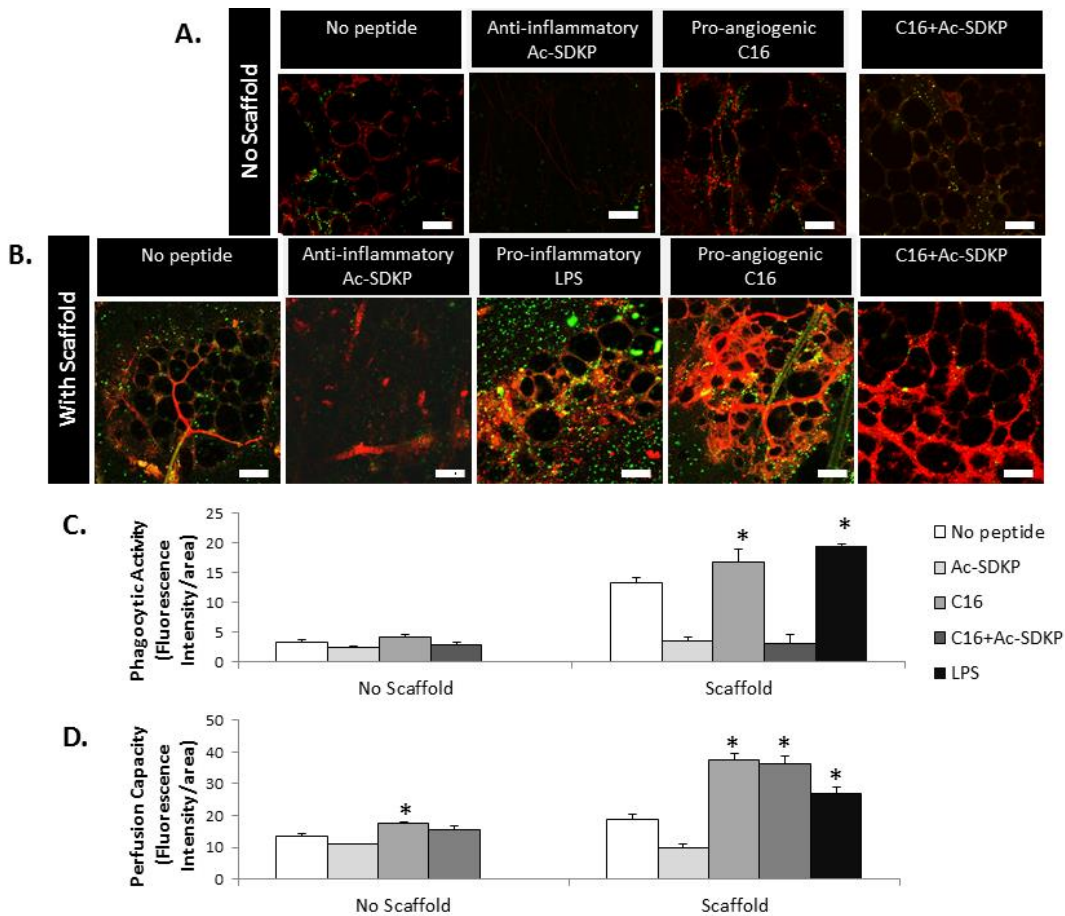 A.
No Scaffold
No peptide
Anti-inflammatory
Ac-SDKP
Pro-angiogenic
C16
C16+Ac-SDKP
B.
With Scaffold
No peptide
Anti-inflammatory
Ac-SDKP
Pro-inflammatory
LPS
Pro-angiogenic
C16
C16+Ac-SDKP
C.
Phagocytic Activity
(Fluorescence
Intensity/area)
25
20
15
10
5
0
*
*
No Scaffold
Scaffold
No peptide
Ac-SDKP
C16
C16+Ac-SDKP
LPS
D.
Perfusion Capacity
(Fluorescence
Intensity/area)
50
40
30
20
10
0
*
*
*
*
No Scaffold
Scaffold